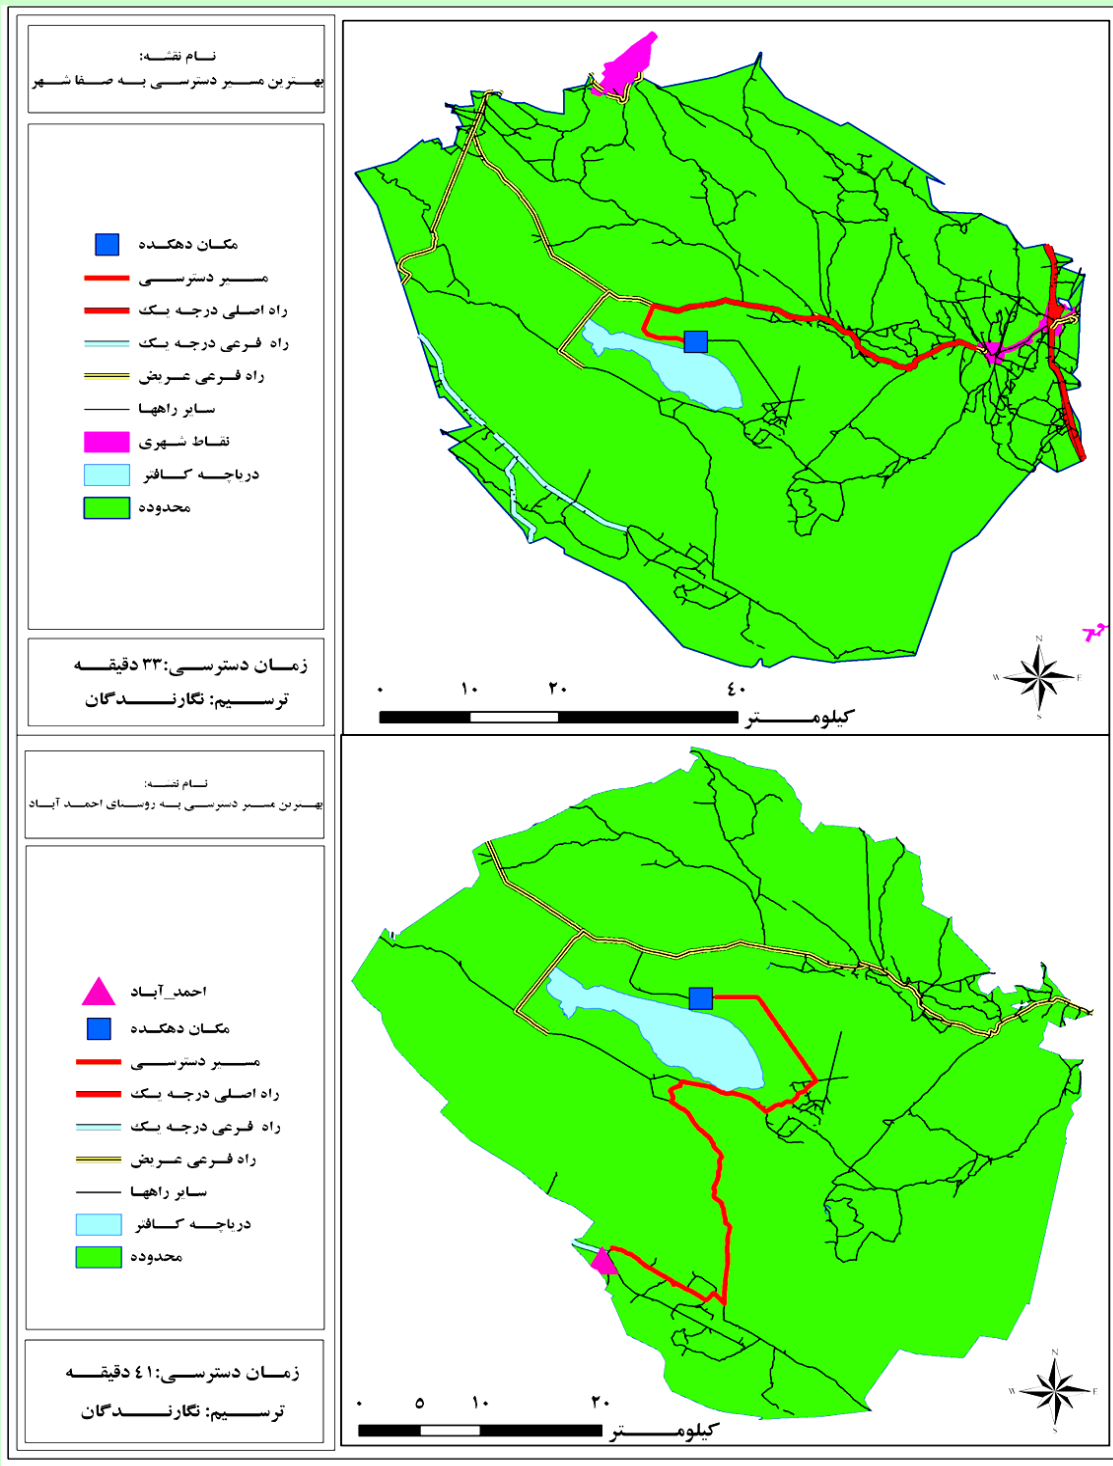 نام نقشه:
بهترین مسیر دسترسی به صفا شهر
مکان دهکده
مسیر دسترسی
راه اصلی درجه یک
راه فرعی درجه یک
راه فرعی عریض
سایر راهها
نقاط شهری
دریاچه کافتر
محدوده
زمان دسترسی: ۳۳ دقیقه
ترسیم: نگارندگان
N
W E
S
۰ ۱۰ ۲۰ ٤۰
کیلومتر
نام نقشه:
بهترین مسیر دسترسی به روستای احمد آباد
احمد_آباد
مکان دهکده
مسیر دسترسی
راه اصلی درجه یک
راه فرعی درجه یک
راه فرعی عریض
سایر راهها
دریاچه کافتر
محدوده
زمان دسترسی: ٤۱ دقیقه
ترسیم: نگارندگان
N
W E
S
۰ ۵ ۱۰ ۲۰
کیلومتر